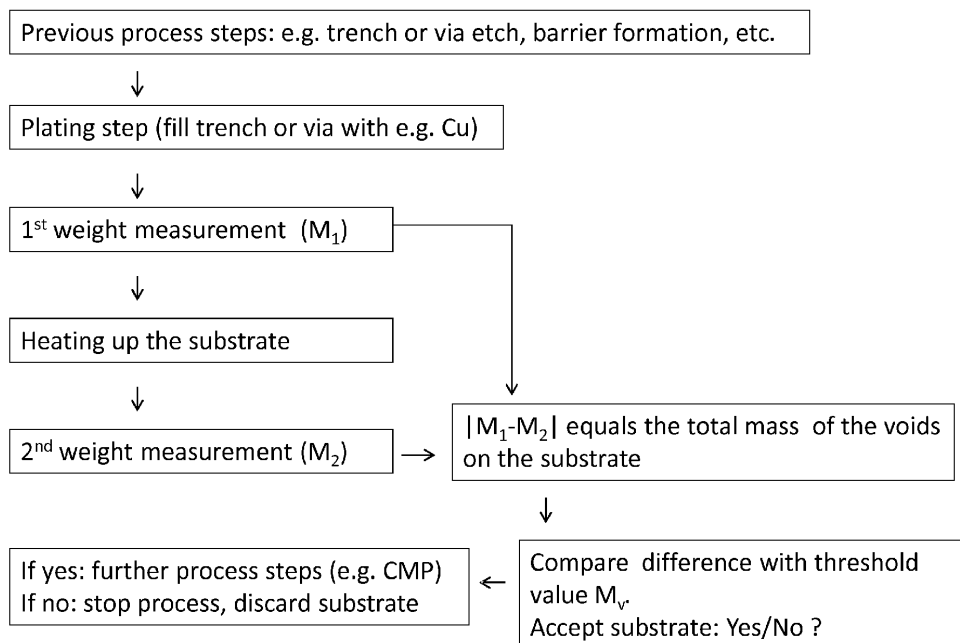 Previous process steps: e.g. trench or via etch, barrier formation, etc.
Plating step (fill trench or via with e.g. Cu)
1st weight measurement (M1)
Heating up the substrate
2nd weight measurement (M2)
|M1-M2| equals the total mass of the voids
on the substrate
Compare difference with threshold
value Mv.
Accept substrate: Yes/No ?
If yes: further process steps (e.g. CMP)
If no: stop process, discard substrate